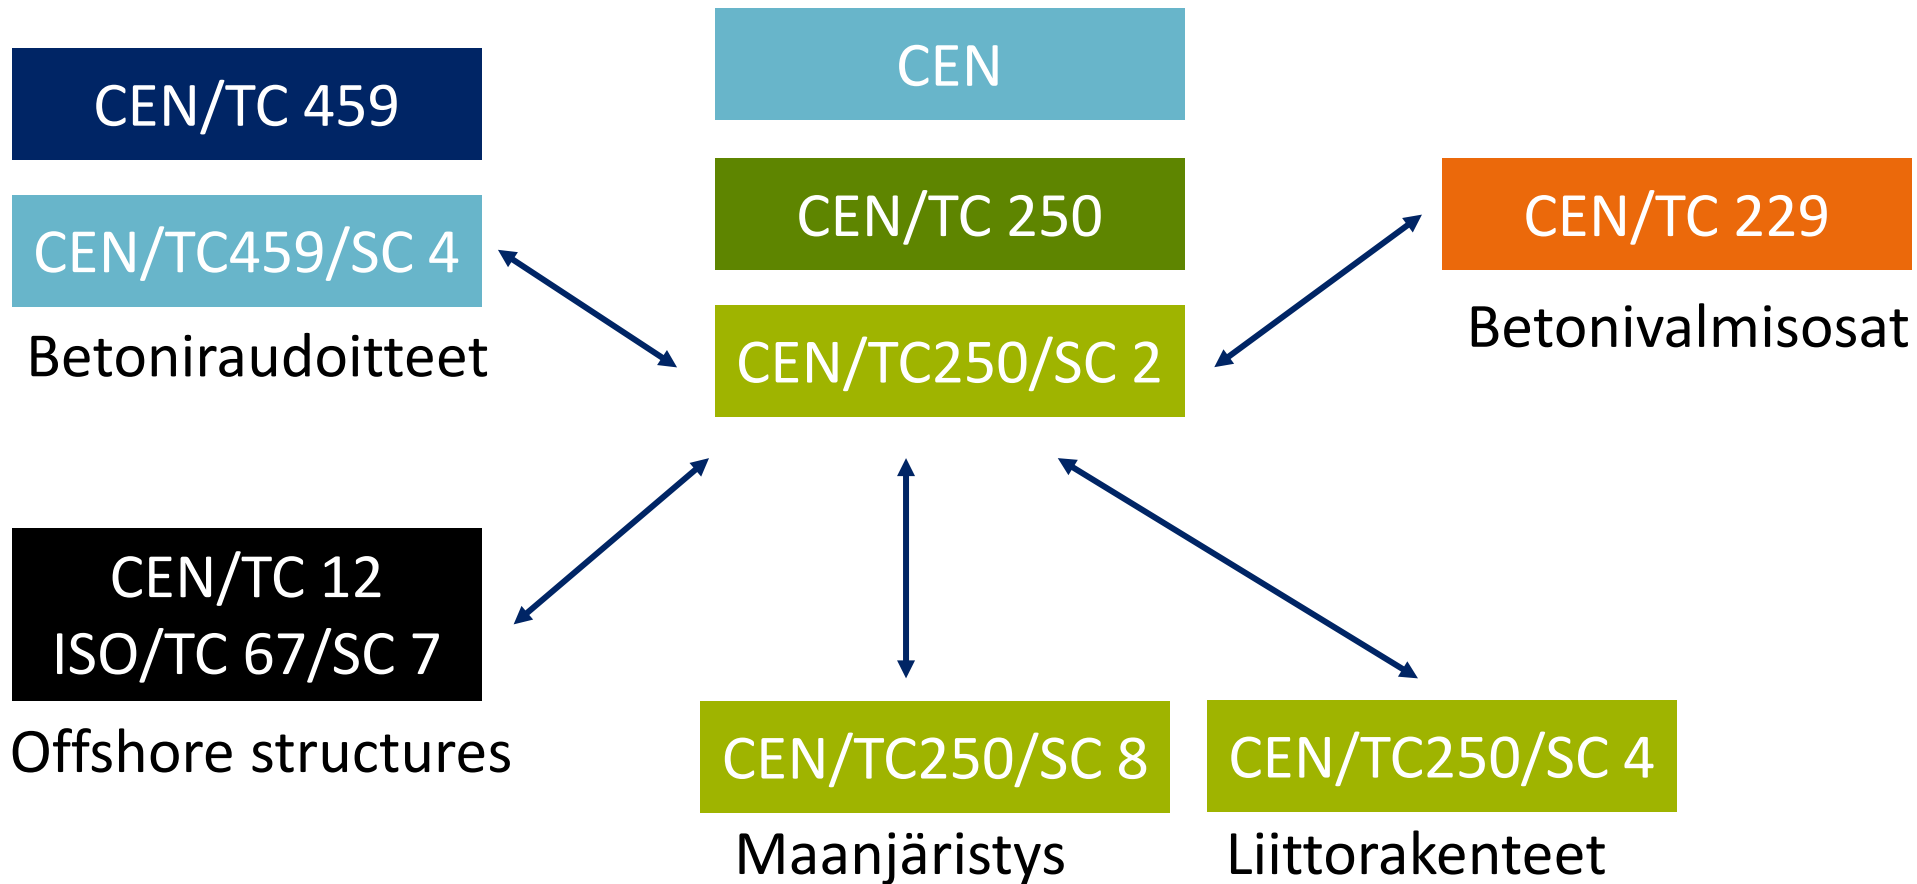 CEN
CEN/TC 459
CEN/TC 250
CEN/TC 229
CEN/TC459/SC 4
Betoniraudoitteet
CEN/TC250/SC 2
Betonivalmisosat
CEN/TC 12
ISO/TC 67/SC 7
Offshore structures
CEN/TC250/SC 8
Maanjäristys
CEN/TC250/SC 4
Liittorakenteet